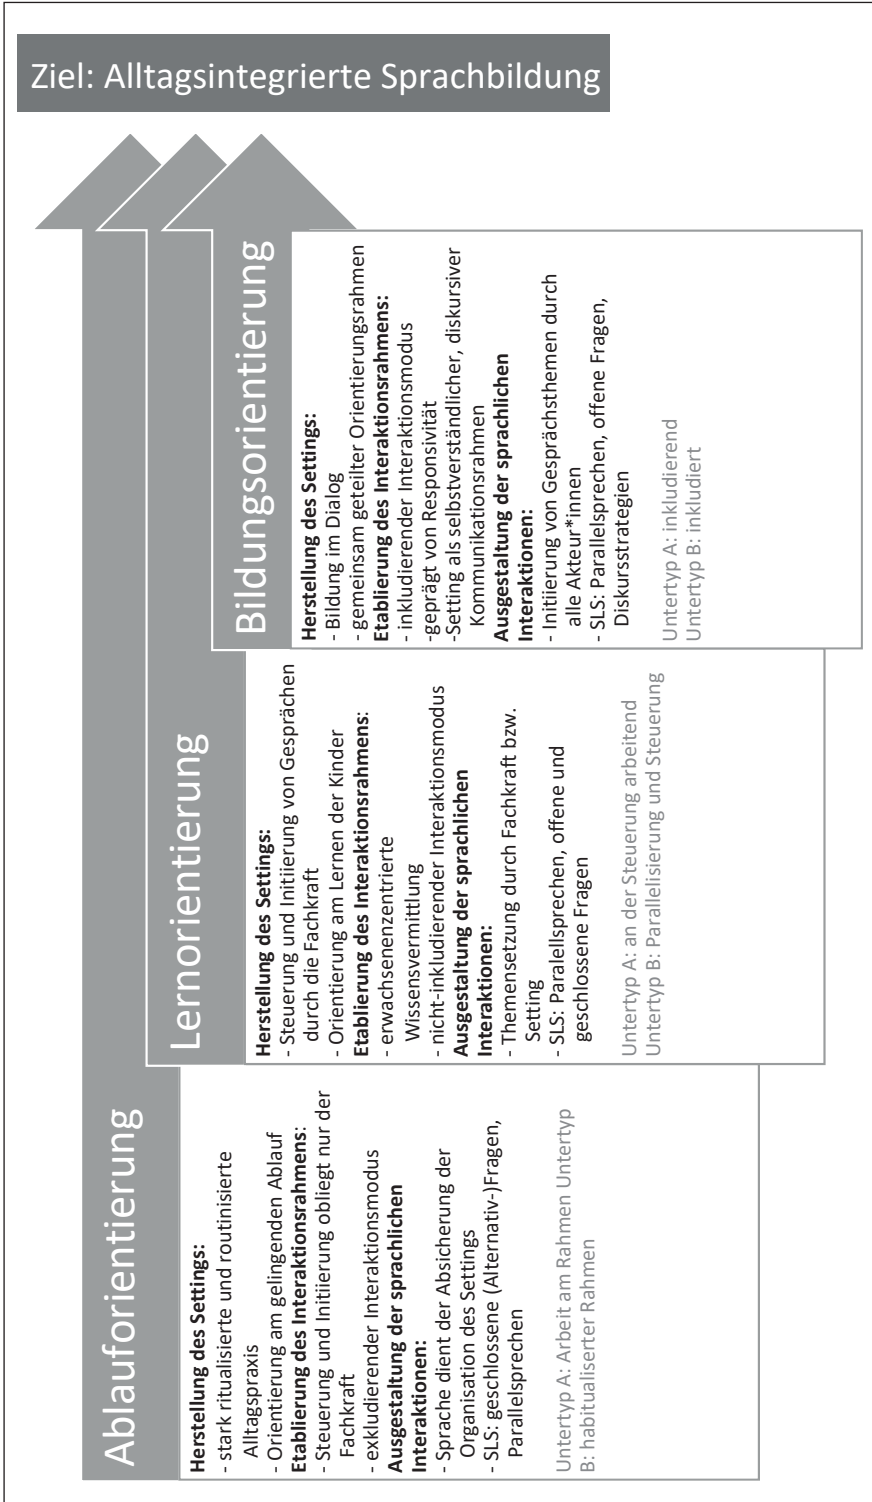 Ziel: Alltagsintegrierte Sprachbildung
Ablauforientierung
Herstellung des Settings:
- stark ritualisierte und routinisierte
Alltagspraxis
- Orientierung am gelingenden Ablauf
Etablierung des Interaktionsrahmens:
- Steuerung und Initiierung obliegt nur der
Fachkraft
- exkludierender Interaktionsmodus
Ausgestaltung der sprachlichen
Interaktionen:
- Sprache dient der Absicherung der
Organisation des Settings
- SLS: geschlossene (Alternativ-)Fragen,
Parallelsprechen
Untertyp A: Arbeit am Rahmen Untertyp
B: habitualiserter Rahmen
Lernorientierung
Herstellung des Settings:
- Steuerung und Initiierung von Gesprächen
durch die Fachkraft
- Orientierung am Lernen der Kinder
Etablierung des Interaktionsrahmens:
- erwachsenenzentrierte
Wissensvermittlung
- nicht-inkludierender Interaktionsmodus
Ausgestaltung der sprachlichen
Interaktionen:
- Themensetzung durch Fachkraft bzw.
Setting
- SLS: Paralellsprechen, offene und
geschlossene Fragen
Untertyp A: an der Steuerung arbeitend
Untertyp B: Parallelisierung und Steuerung
Bildungsorientierung
Herstellung des Settings:
- Bildung im Dialog
- gemeinsam geteilter Orientierungsrahmen
Etablierung des Interaktionsrahmens:
- inkludierender Interaktionsmodus
-geprägt von Responsivität
-Setting als selbstverständlicher, diskursiver
Kommunikationsrahmen
Ausgestaltung der sprachlichen
Interaktionen:
- Initiierung von Gesprächsthemen durch
alle Akteur*innen
- SLS: Parallelsprechen, offene Fragen,
Diskursstrategien
Untertyp A: inkludierend
Untertyp B: inkludiert